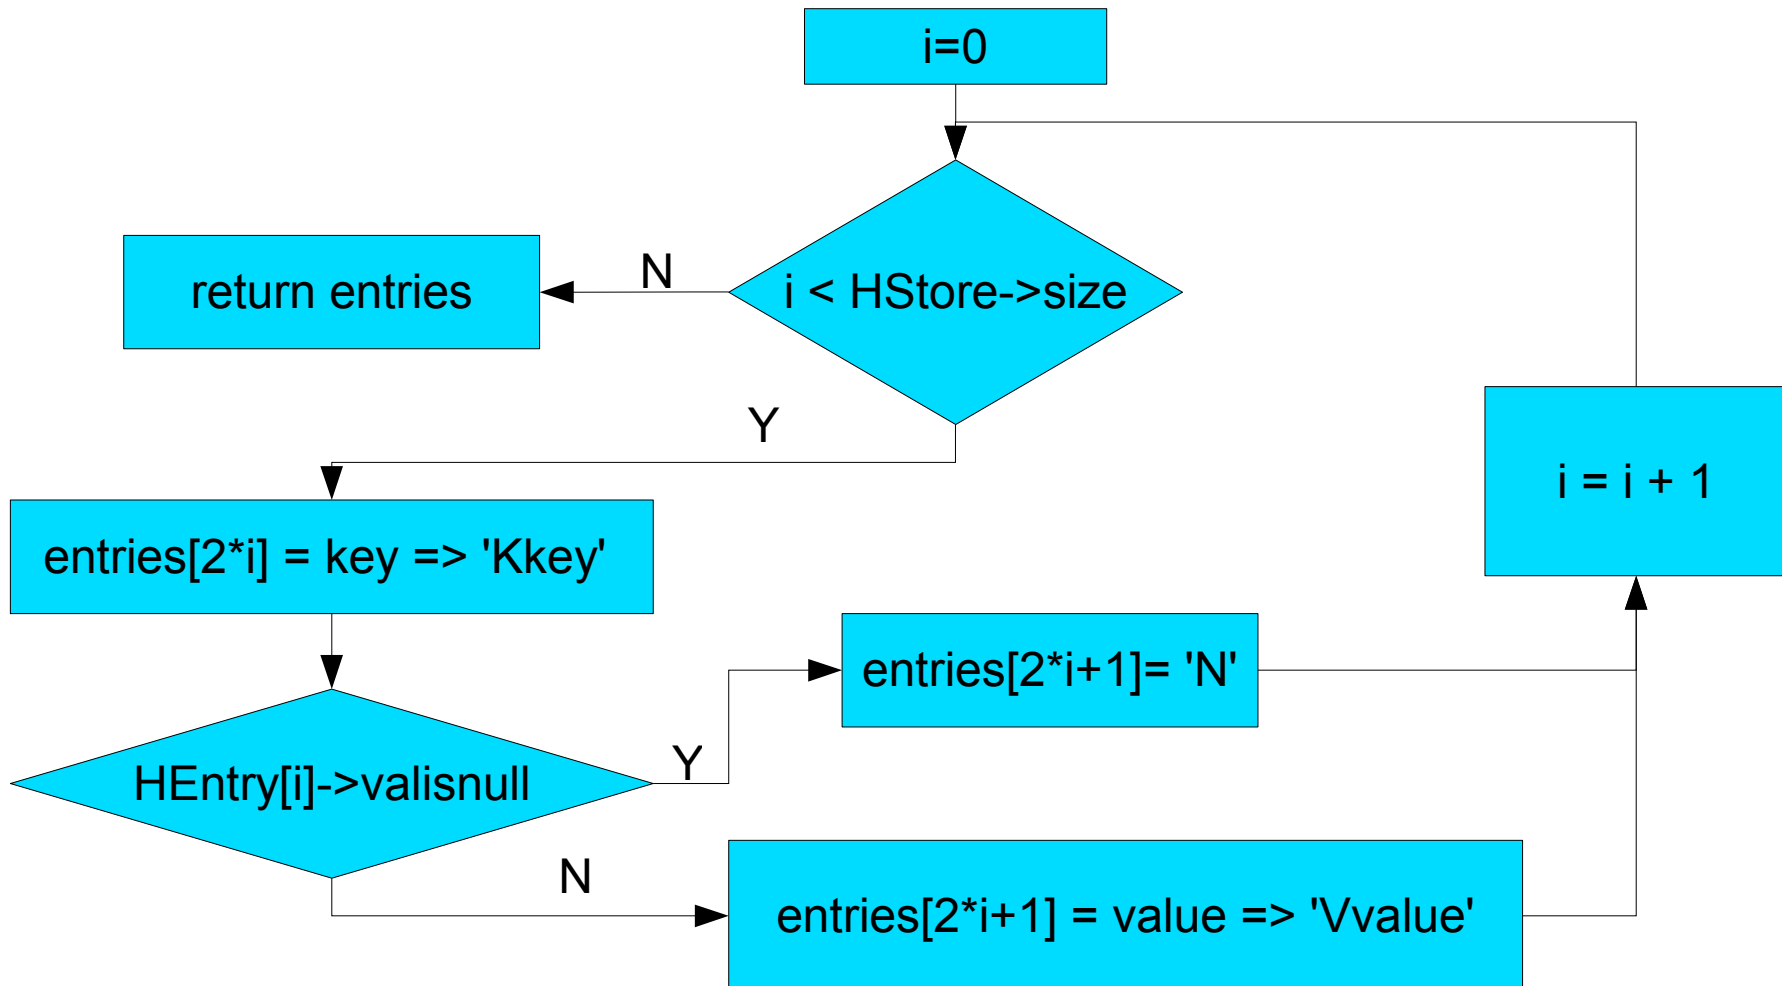 i=0
i < HStore->size
N
return entries
Y
i = i + 1
entries[2*i] = key => 'Kkey'
HEntry[i]->valisnull
Y
entries[2*i+1]= 'N'
N
entries[2*i+1] = value => 'Vvalue'